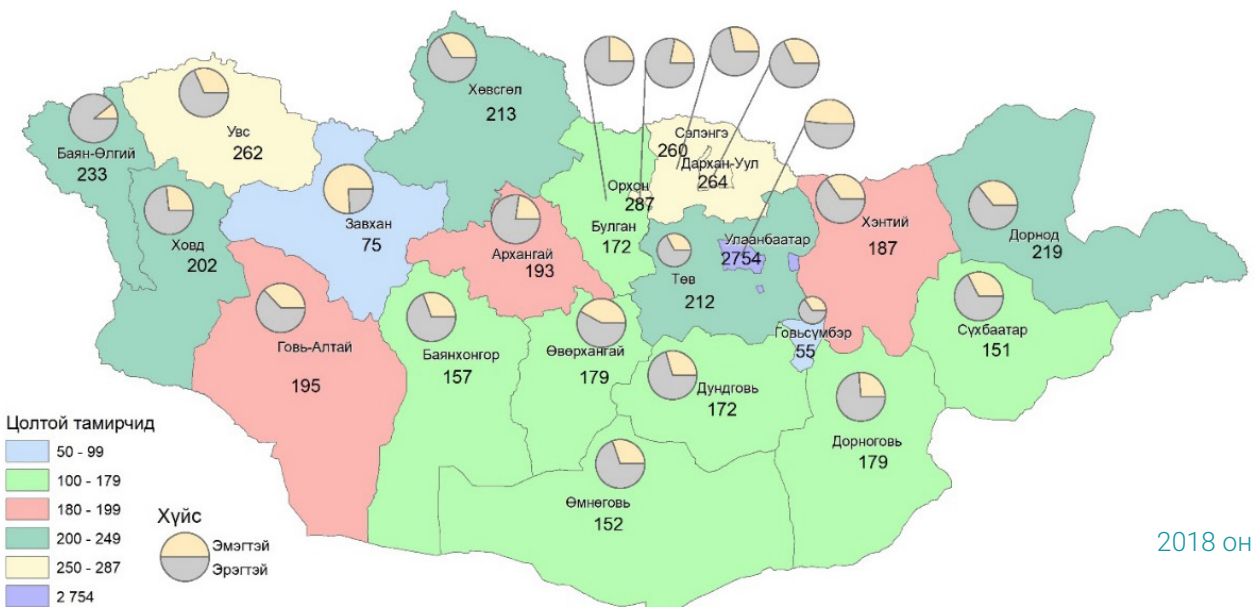 Хөвсгөл
213
Увс
262
Баян-Өлгий
233
Ховд
202
Завхан
75
Архангай
193
Орхон
287
Булган
172
Сэлэнгэ
260
Дархан-Уул
264
Улаанбаатар
2754
Төв
212
Хэнтий
187
Дорнод
219
Говь-Алтай
195
Баянхонгор
157
Өвөрхангай
179
Дундговь
172
Говьсүмбэр
55
Сүхбаатар
151
Дорноговь
179
Өмнөговь
152
Цолтой тамирчид
50 - 99
100 - 179
180 - 199
200 - 249
250 - 287
2 754
Хүйс
Эмэгтэй
Эрэгтэй
2018 он